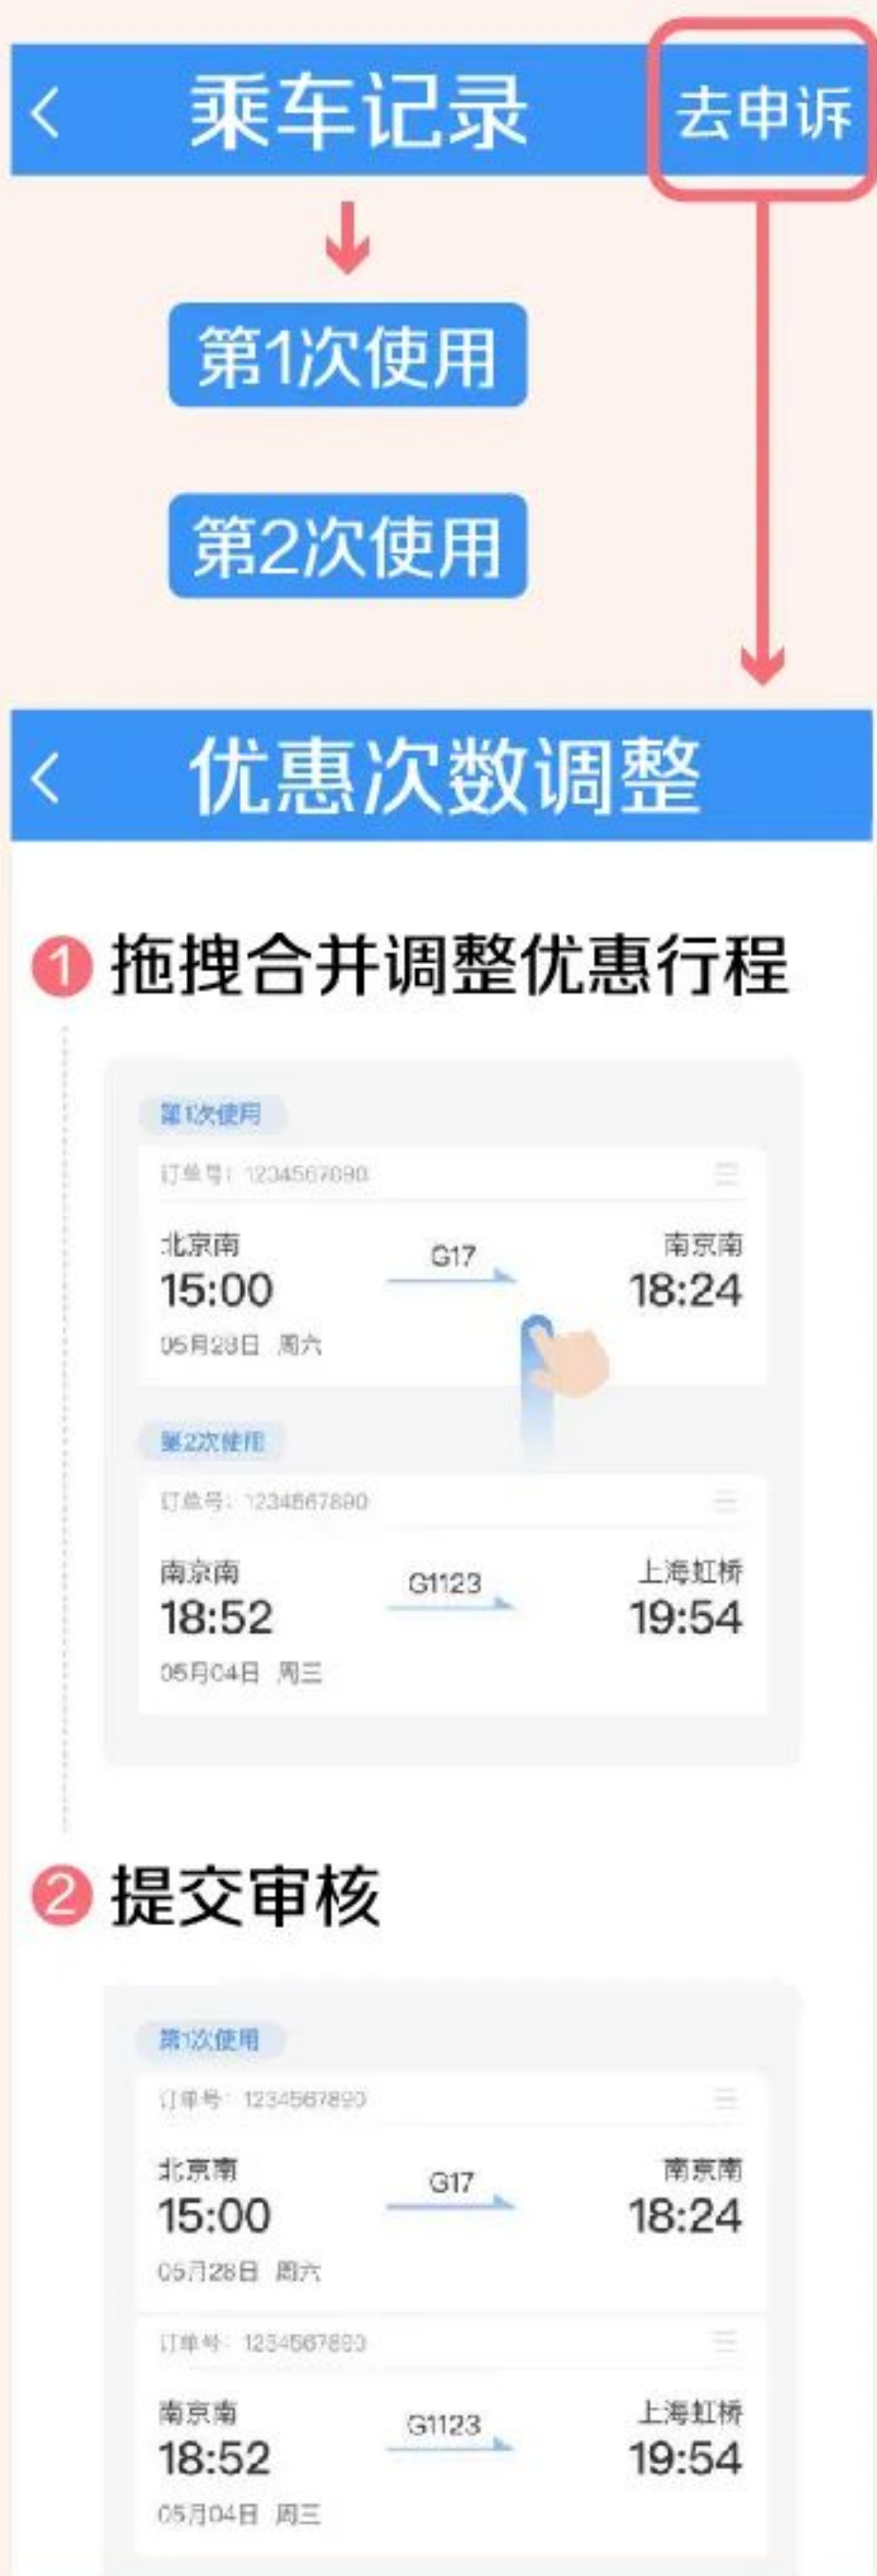 乘车记录 去申诉
第1次使用
第2次使用
优惠次数调整
1 拖拽合并调整优惠行程
第1次使用
订单号：1234567890
北京南 G17 南京南
15:00 18:24
05月28日 周六
第2次使用
订单号：1234567890
南京南 G1123 上海虹桥
18:52 19:54
05月04日 周三
2 提交审核
第1次使用
订单号：1234567890
北京南 G17 南京南
15:00 18:24
05月28日 周六
订单号：1234567890
南京南 G1123 上海虹桥
18:52 19:54
05月04日 周三